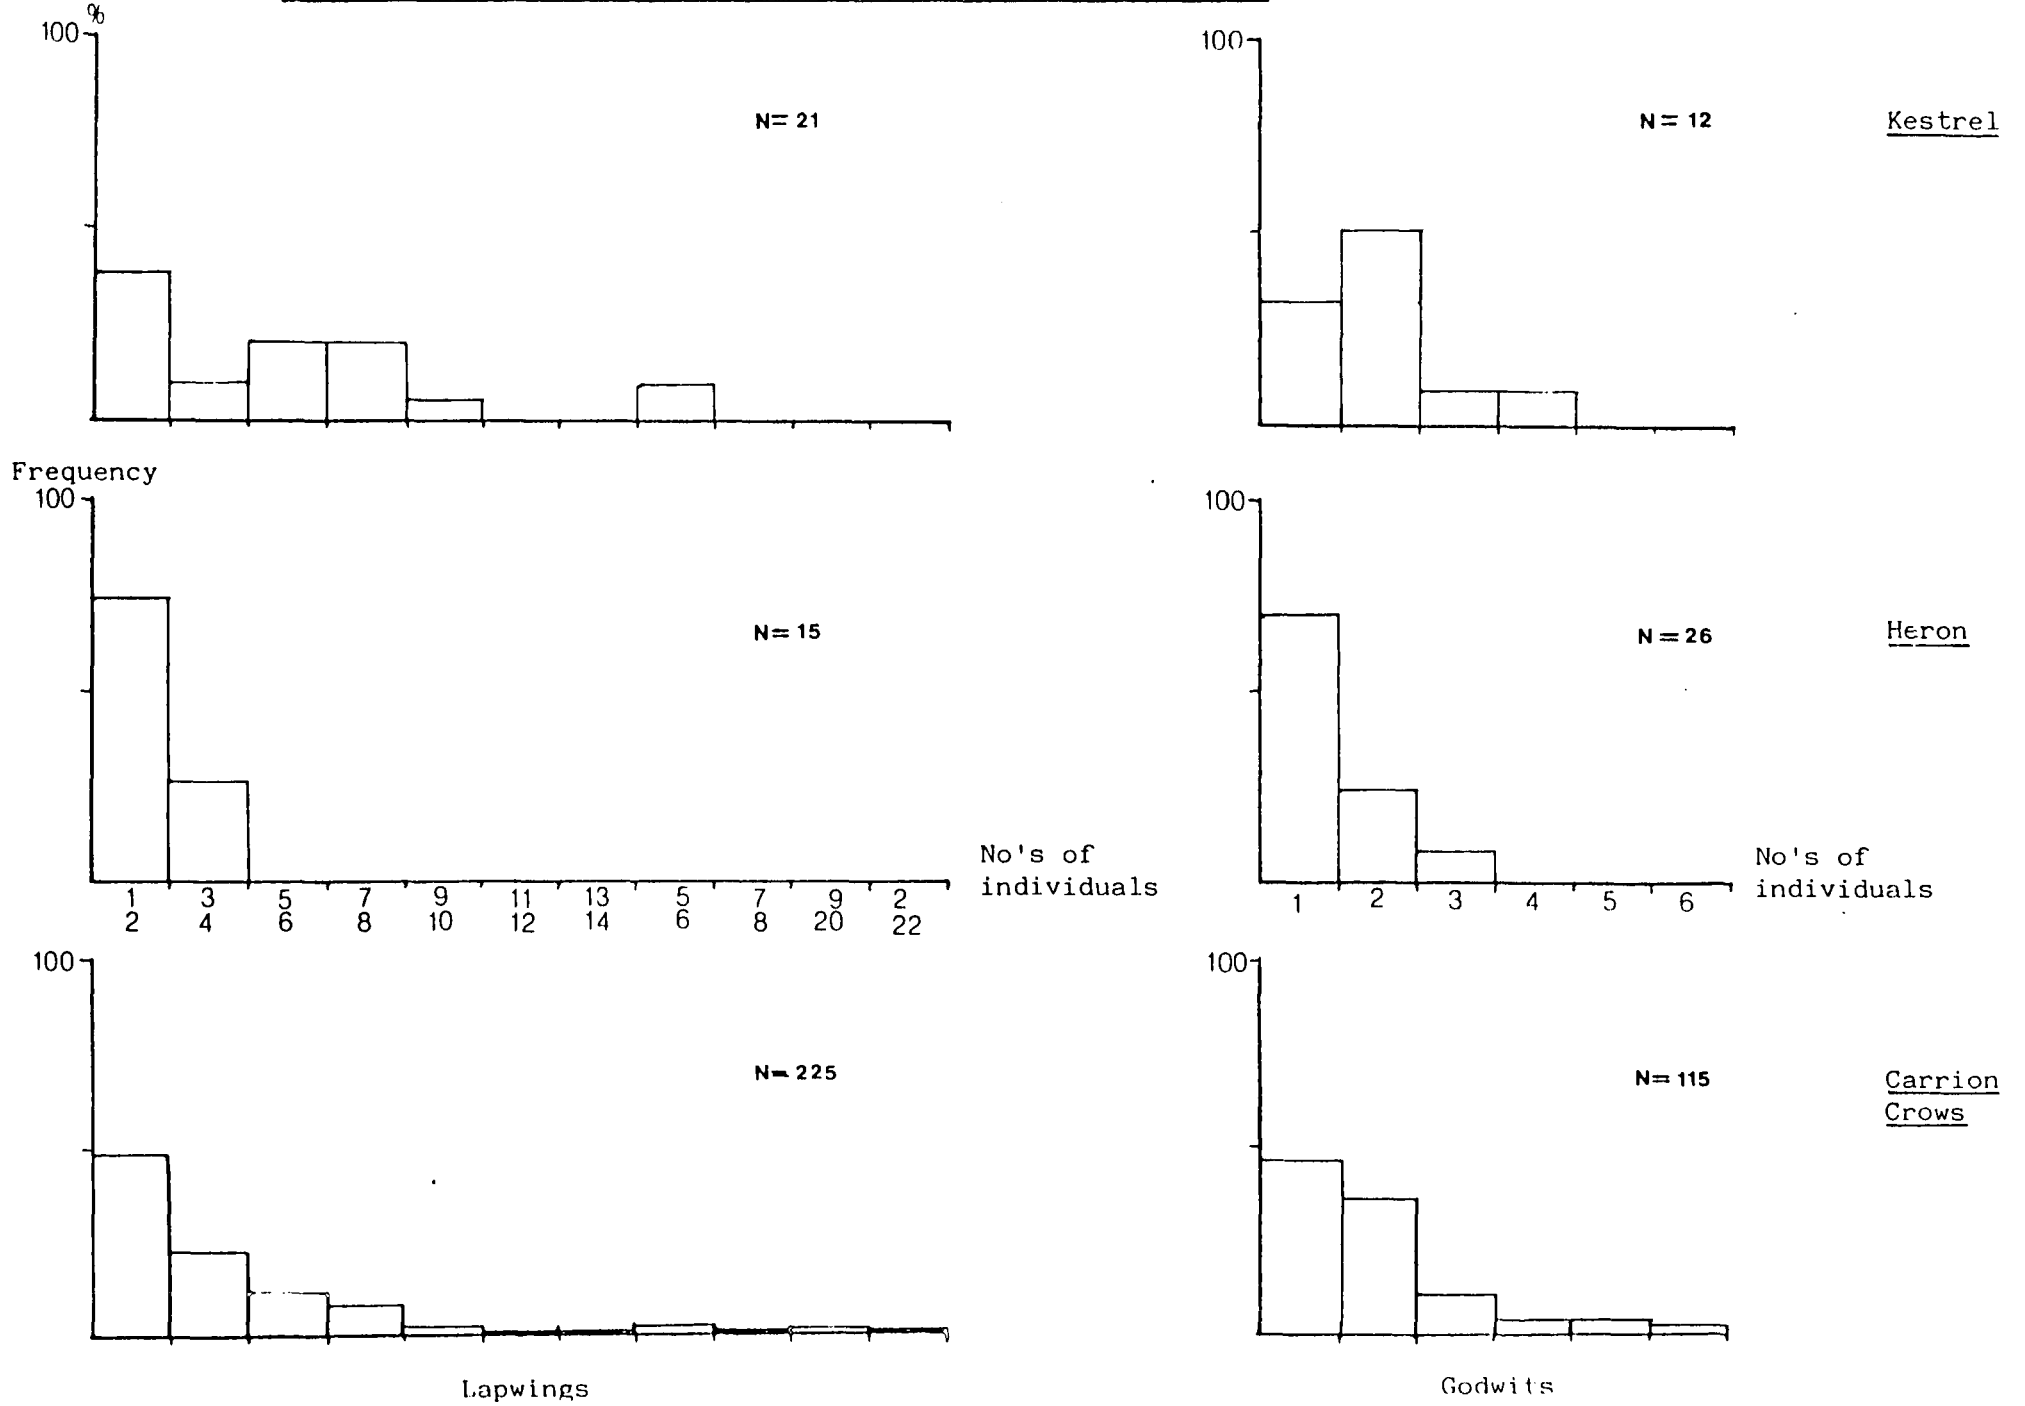 %
100
100
N= 21
N = 12
Kestrel
Frequency
100
100
N= 15
N = 26
Heron
No's of
individuals
No's of
individuals
1 3 5 7 9 11 13 5 7 9 2
2 4 6 8 10 12 14 6 8 20 22
1 2 3 4 5 6
100
100
N= 225
N= 115
Carrion
Crows
Lapwings
Godwits